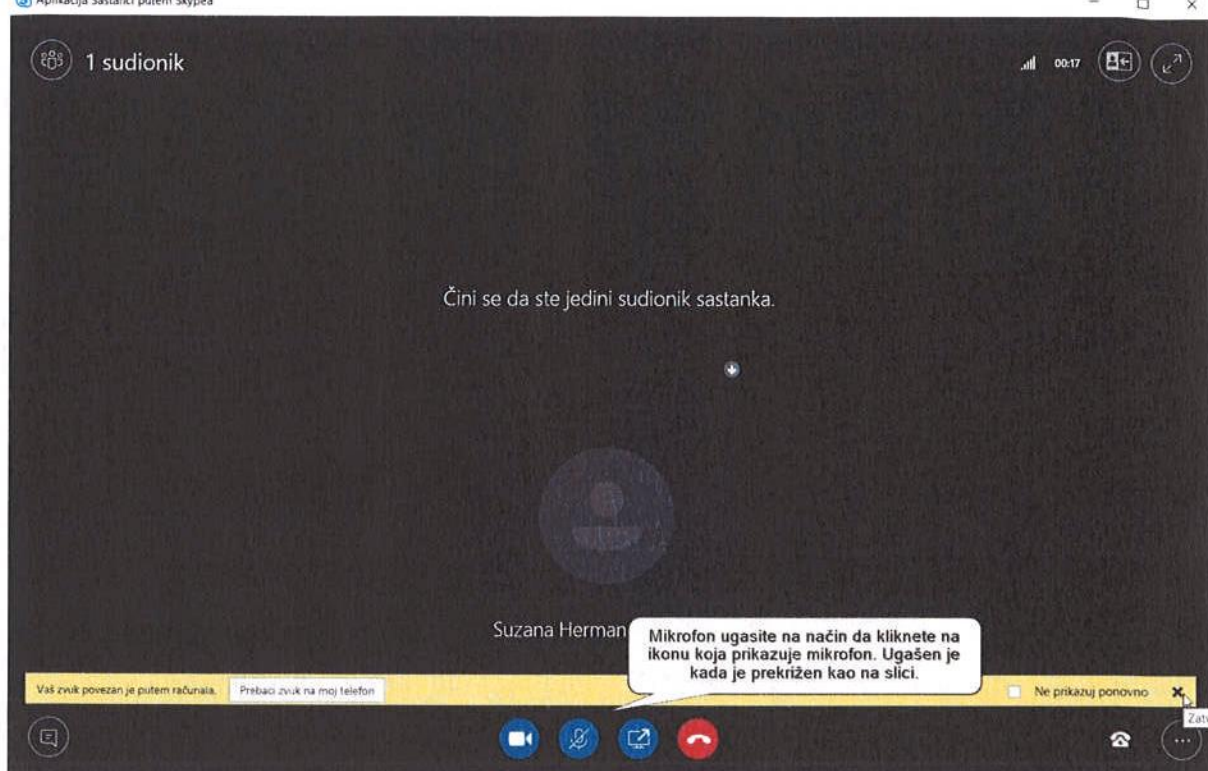 Aplikacija Sastanci putem Skypea
1 sudionik
00:17
Čini se da ste jedini sudionik sastanka.
Suzana Herman
Mikrofon ugasite na način da kliknete na
ikonu koja prikazuje mikrofon. Ugašen je
kada je prekrižen kao na slici.
Vaš zvuk povezan je putem računala.
Prebaci zvuk na moj telefon
Ne prikazuj ponovno